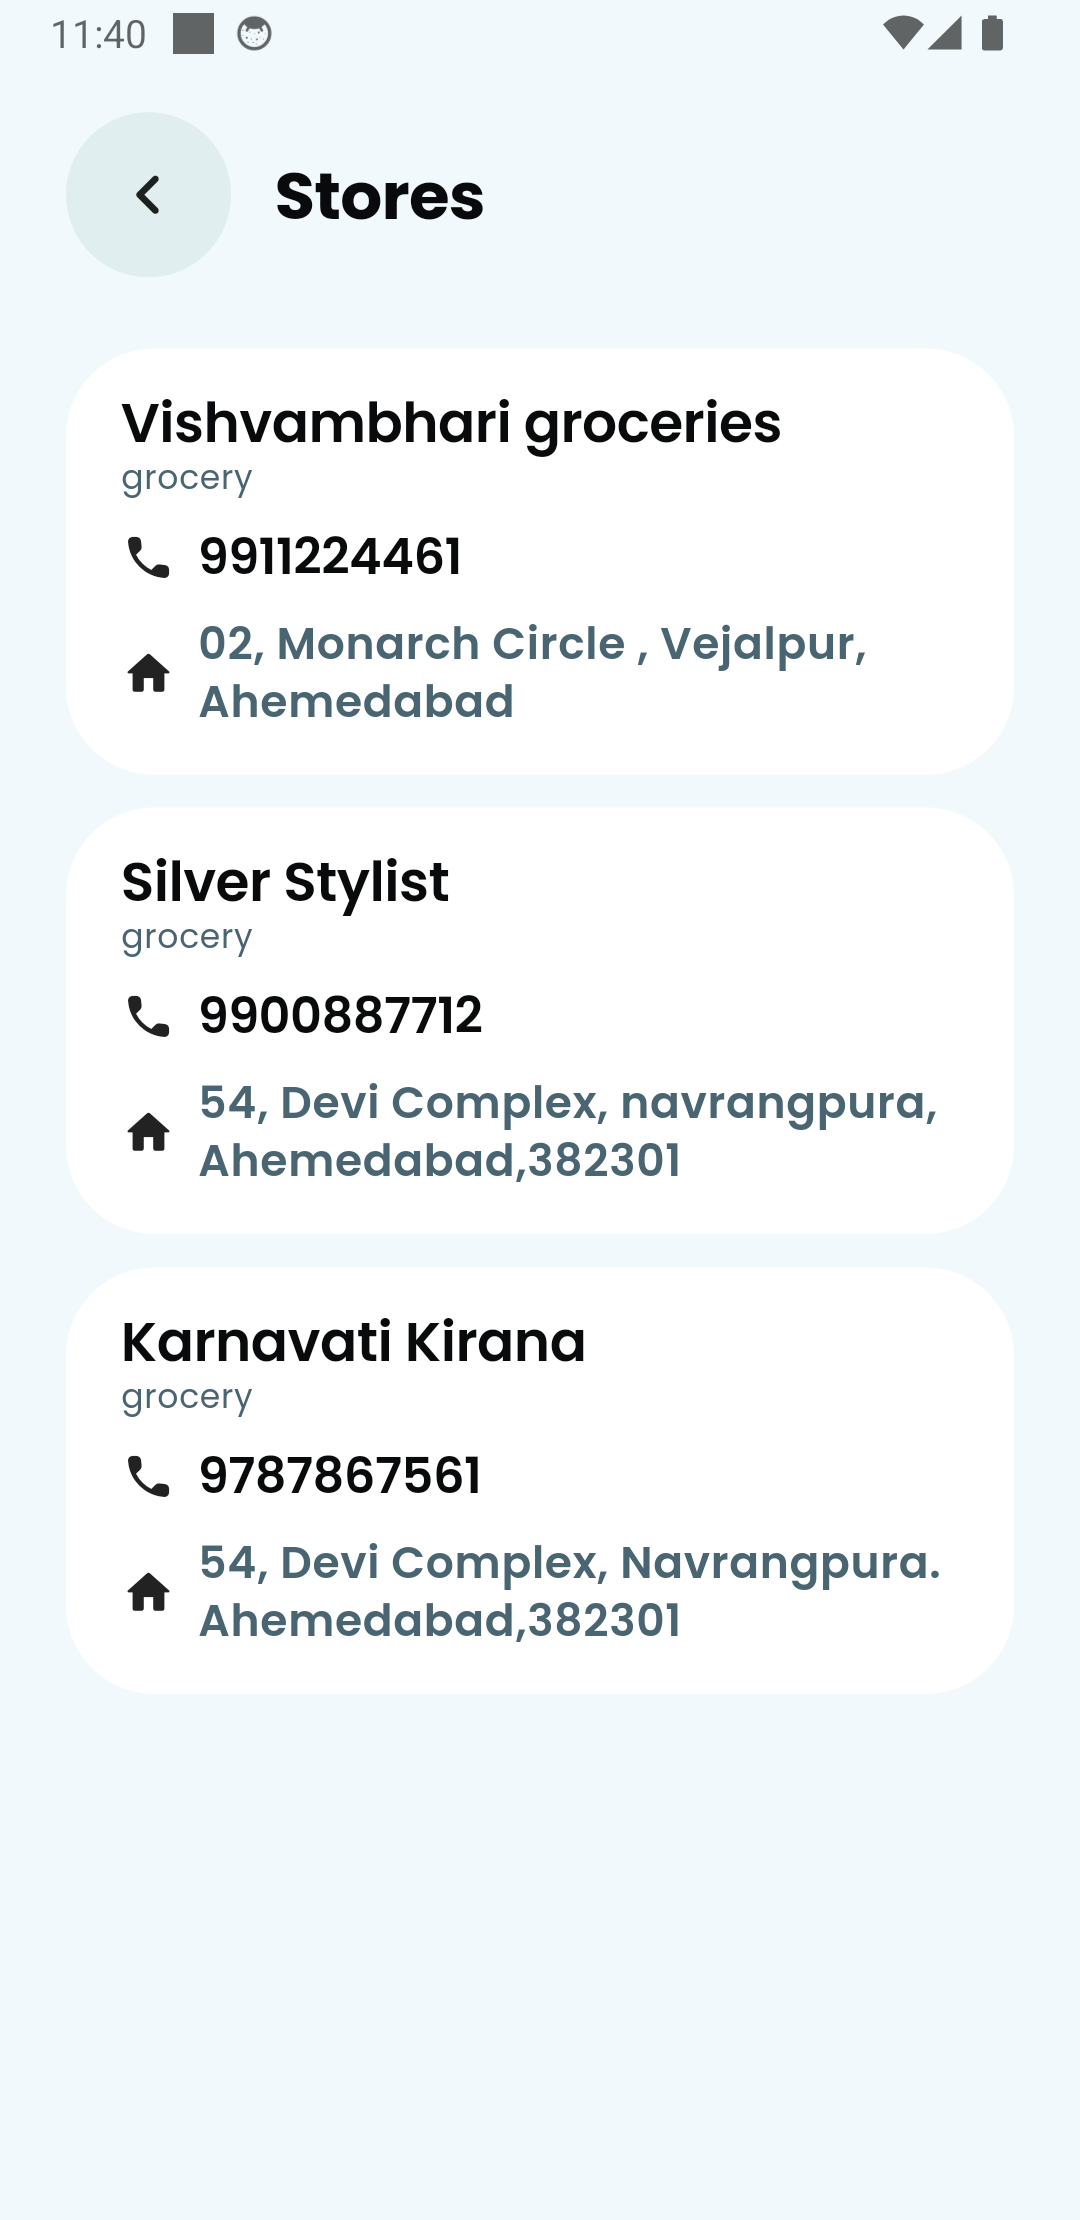 11:40
Stores
Vishvambhari groceries
grocery
9911224461
02, Monarch Circle , Vejalpur,
Ahemedabad
Silver Stylist
grocery
9900887712
54, Devi Complex, navrangpura,
Ahemedabad,382301
Karnavati Kirana
grocery
9787867561
54, Devi Complex, Navrangpura.
Ahemedabad,382301